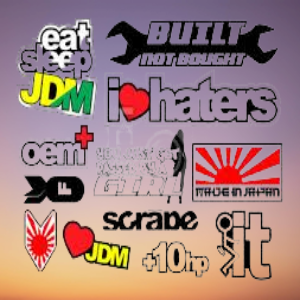 eat
sleep
JDM
BUILT
NOT BOUGHT
i haters
oem+
GIRL
MADE IN JAPAN
F
SCRAPE
JDM
+10hp
it